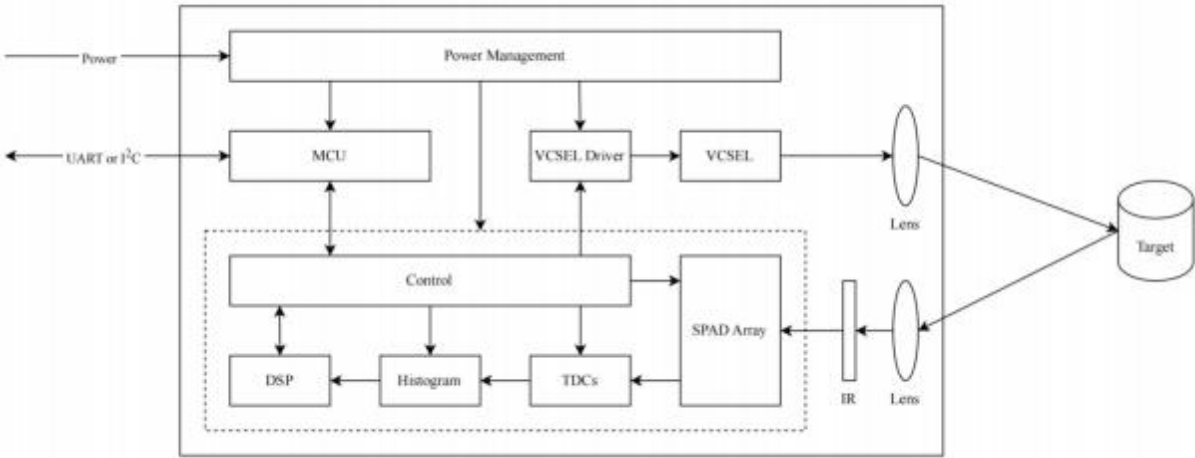 Power
Power Management
UART or I²C
MCU
VCSEL Driver
VCSEL
Lens
Target
Control
SPAD Array
DSP
Histogram
TDCs
IR
Lens